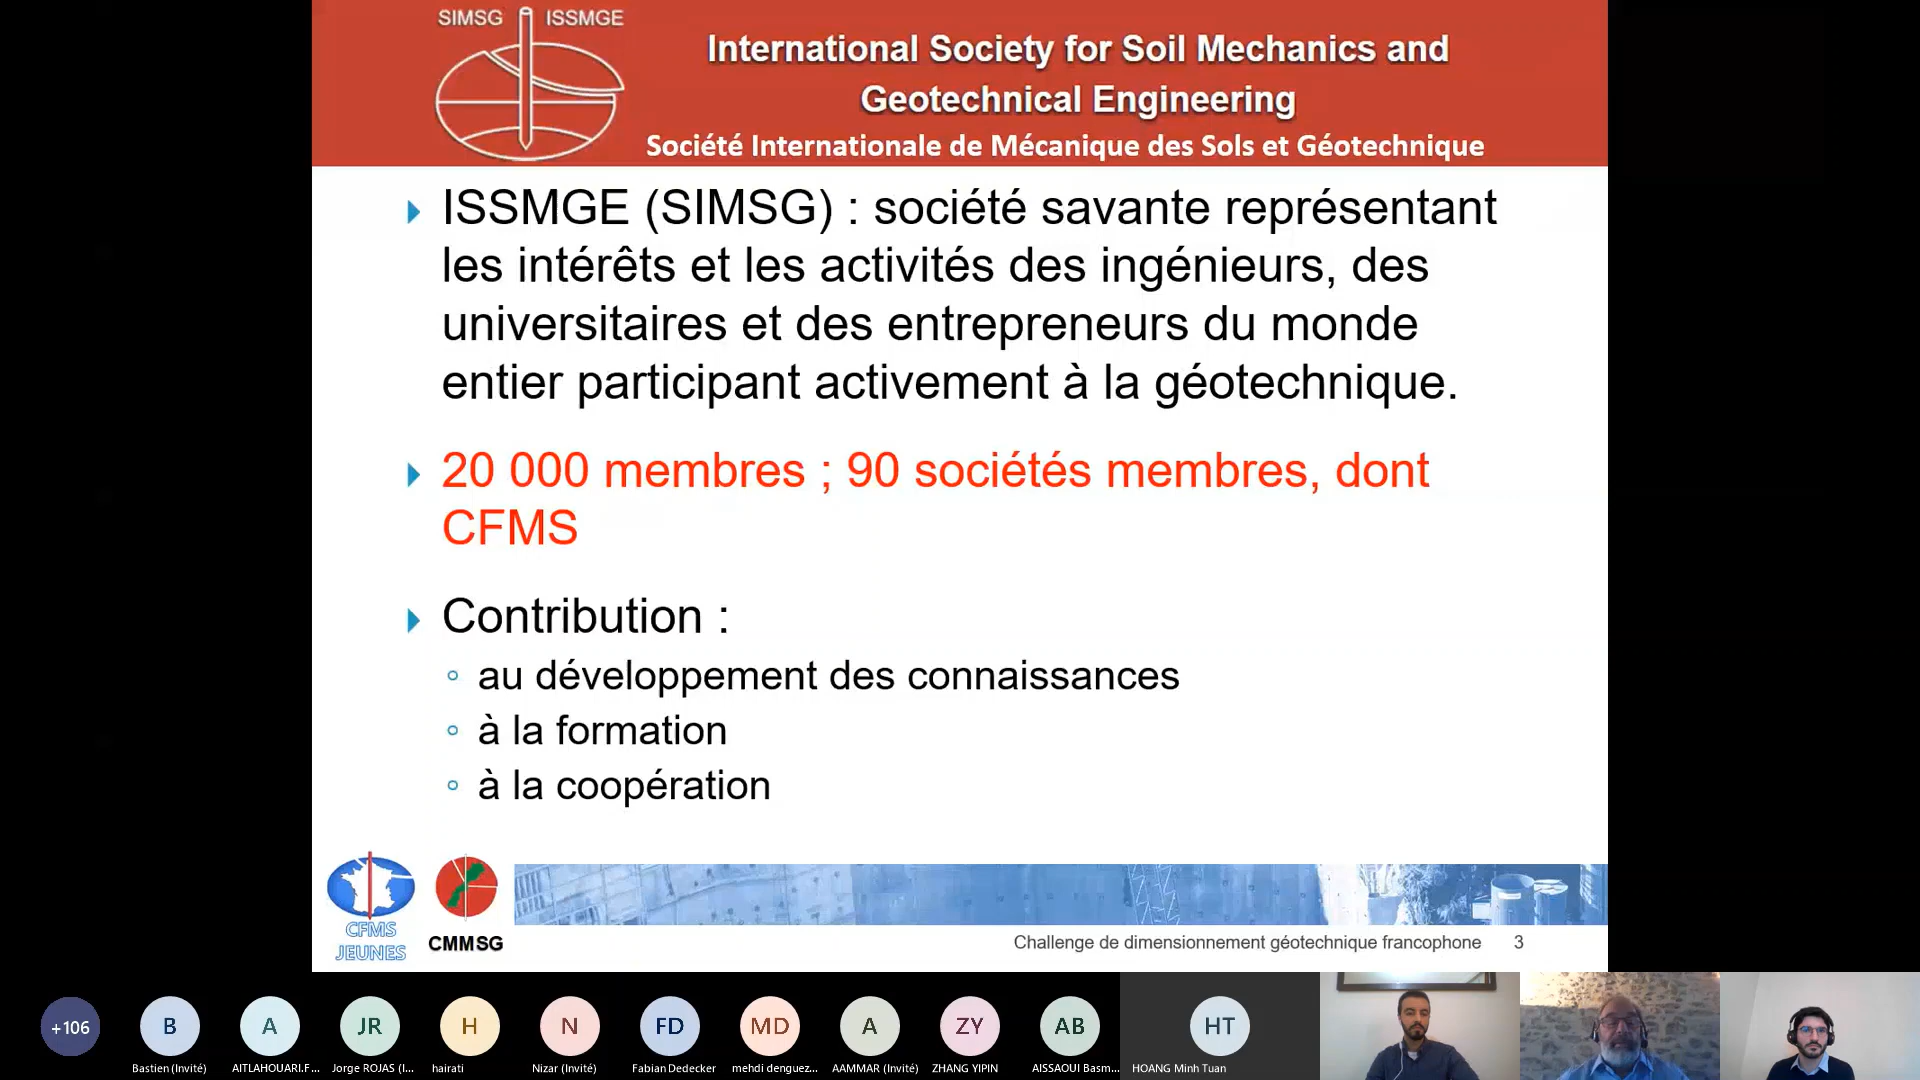 SIMSG ISSMGE
International Society for Soil Mechanics and
Geotechnical Engineering
Société Internationale de Mécanique des Sols et Géotechnique
ISSMGE (SIMSG) : société savante représentant
les intérêts et les activités des ingénieurs, des
universitaires et des entrepreneurs du monde
entier participant activement à la géotechnique.
20 000 membres ; 90 sociétés membres, dont
CFMS
Contribution :
au développement des connaissances
à la formation
à la coopération
CFMS
JEUNES
CMMSG
Challenge de dimensionnement géotechnique francophone 3
+106 B A JR H N FD MD A ZY AB HT
Bastien (Invité) AITLAHOUARI.F... Jorge ROJAS (I... hairati Nizar (Invité) Fabian Dedecker mehdi denguez... AAMMAR (Invité) ZHANG YIPIN AISSAOUI Basm... HOANG Minh Tuan